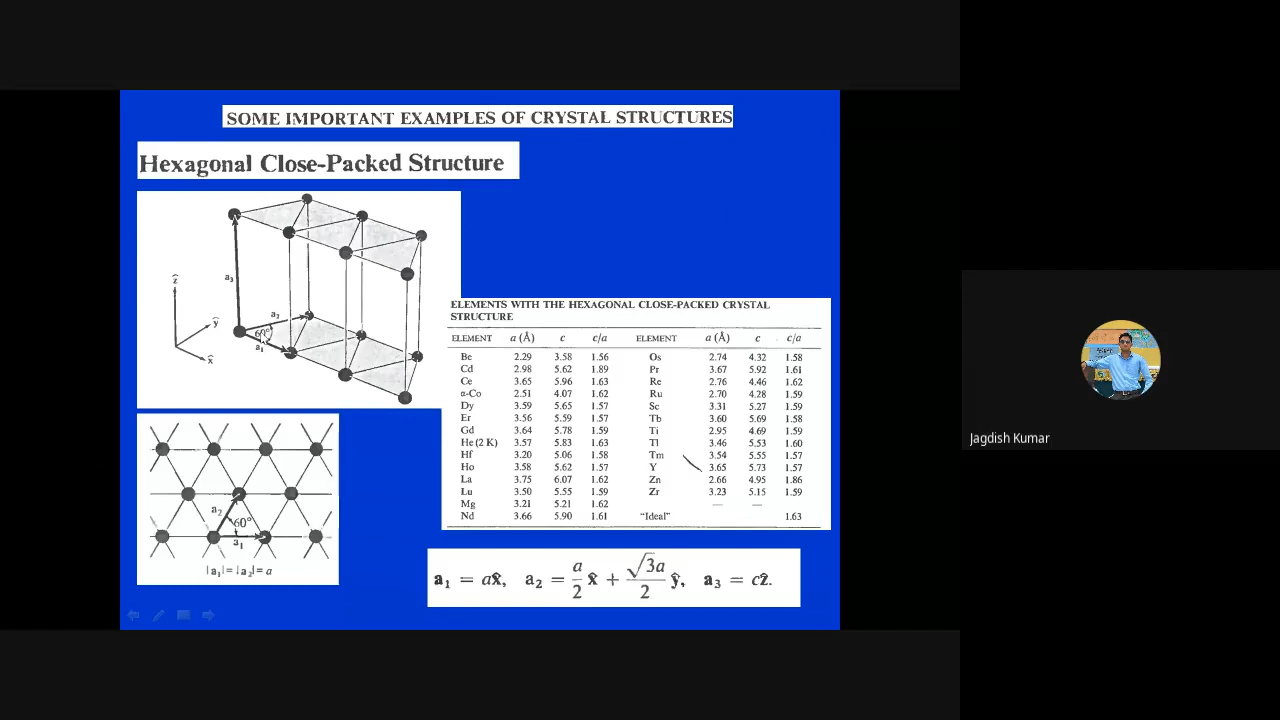 SOME IMPORTANT EXAMPLES OF CRYSTAL STRUCTURES
Hexagonal Close-Packed Structure
a₃
ẑ
ŷ
x̂
a₂
60°
a₁
ELEMENTS WITH THE HEXAGONAL CLOSE-PACKED CRYSTAL
STRUCTURE
ELEMENT a (Å) c c/a ELEMENT a (Å) c c/a
Be 2.29 3.58 1.56 Os 2.74 4.32 1.58
Cd 2.98 5.62 1.89 Pr 3.67 5.92 1.61
Ce 3.65 5.96 1.63 Re 2.76 4.46 1.62
α-Co 2.51 4.07 1.62 Ru 2.70 4.28 1.59
Dy 3.59 5.65 1.57 Sc 3.31 5.27 1.59
Er 3.56 5.59 1.57 Tb 3.60 5.69 1.58
Gd 3.64 5.78 1.59 Ti 2.95 4.69 1.59
He (2 K) 3.57 5.83 1.63 Tl 3.46 5.53 1.60
Hf 3.20 5.06 1.58 Tm 3.54 5.55 1.57
Ho 3.58 5.62 1.57 Y 3.65 5.73 1.57
La 3.75 6.07 1.62 Zn 2.66 4.95 1.86
Lu 3.50 5.55 1.59 Zr 3.23 5.15 1.59
Mg 3.21 5.21 1.62 — —
Nd 3.66 5.90 1.61 "Ideal" 1.63
a₂
60°
a₁
|a₁| = |a₂| = a
a₁ = ax̂, a₂ = a/2 x̂ + √3a/2 ŷ, a₃ = cẑ.
Jagdish Kumar